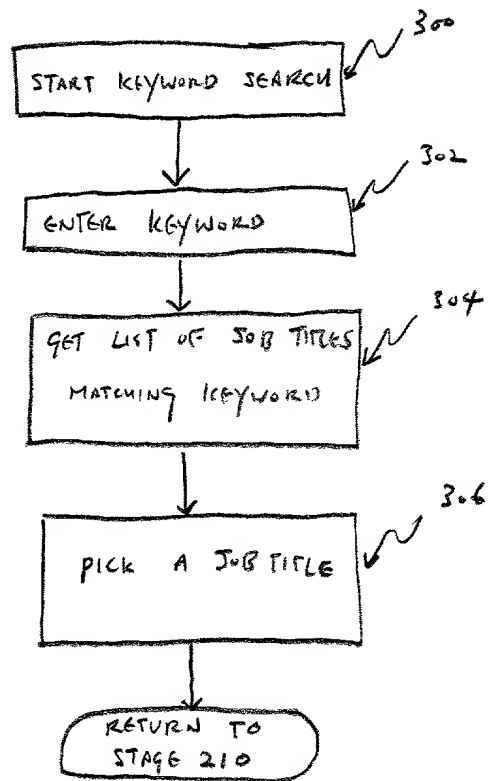 300
START KEYWORD SEARCH
302
ENTER KEYWORD
304
GET LIST OF JOB TITLES
MATCHING KEYWORD
306
PICK A JOB TITLE
RETURN TO
STAGE 210